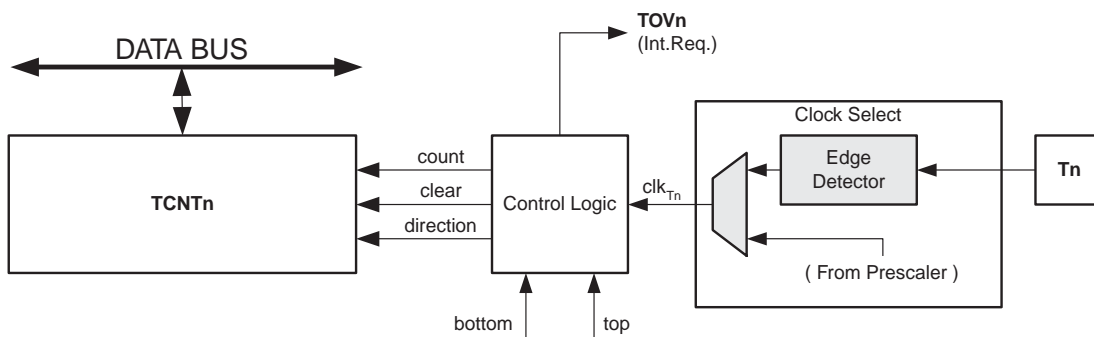 TOVn
(Int.Req.)
DATA BUS
Clock Select
TCNTn
count
clear
direction
Control Logic
clkTn
Edge
Detector
Tn
( From Prescaler )
bottom
top